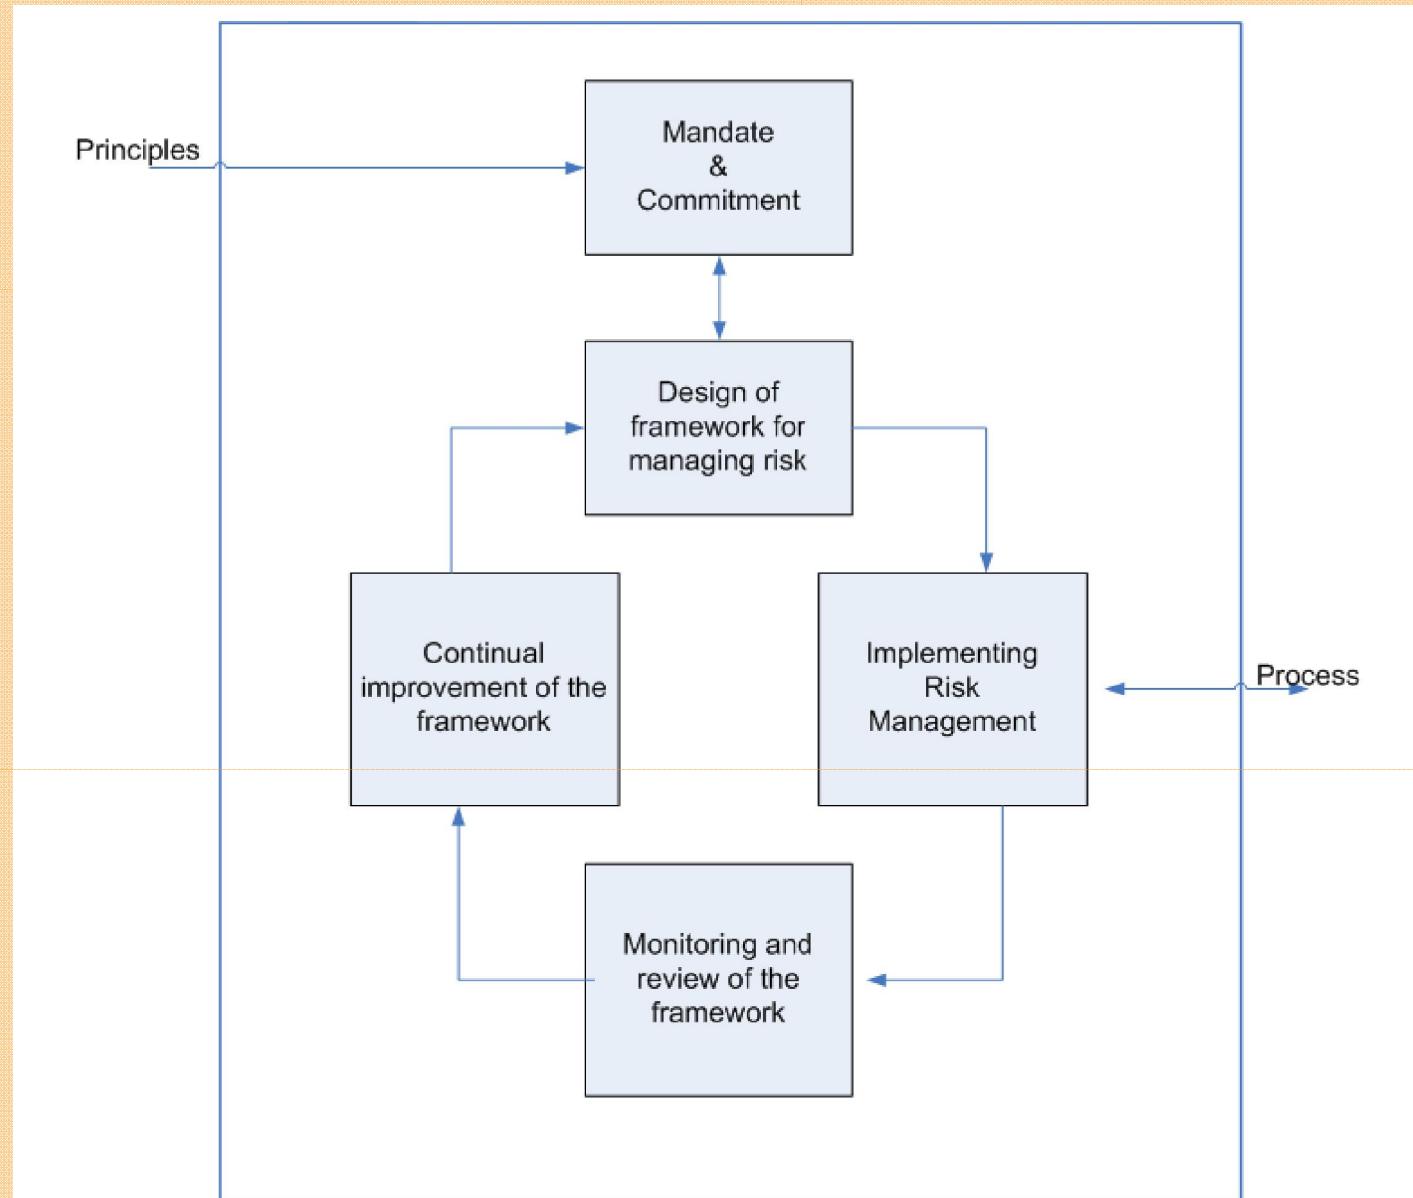 Principles
Mandate
&
Commitment
Design of
framework for
managing risk
Continual
improvement of the
framework
Implementing
Risk
Management
Process
Monitoring and
review of the
framework